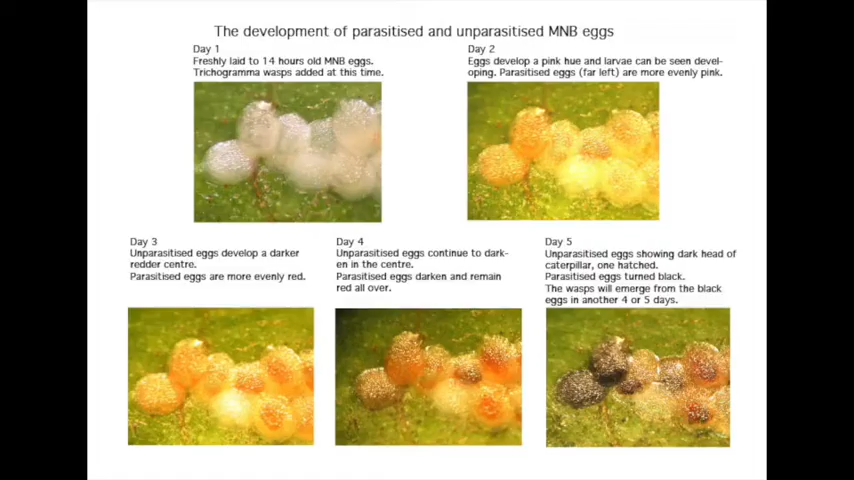 The development of parasitised and unparasitised MNB eggs
Day 1
Freshly laid to 14 hours old MNB eggs.
Trichogramma wasps added at this time.
Day 2
Eggs develop a pink hue and larvae can be seen devel-
oping. Parasitised eggs (far left) are more evenly pink.
Day 3
Unparasitised eggs develop a darker
redder centre.
Parasitised eggs are more evenly red.
Day 4
Unparasitised eggs continue to dark-
en in the centre.
Parasitised eggs darken and remain
red all over.
Day 5
Unparasitised eggs showing dark head of
caterpillar, one hatched.
Parasitised eggs turned black.
The wasps will emerge from the black
eggs in another 4 or 5 days.